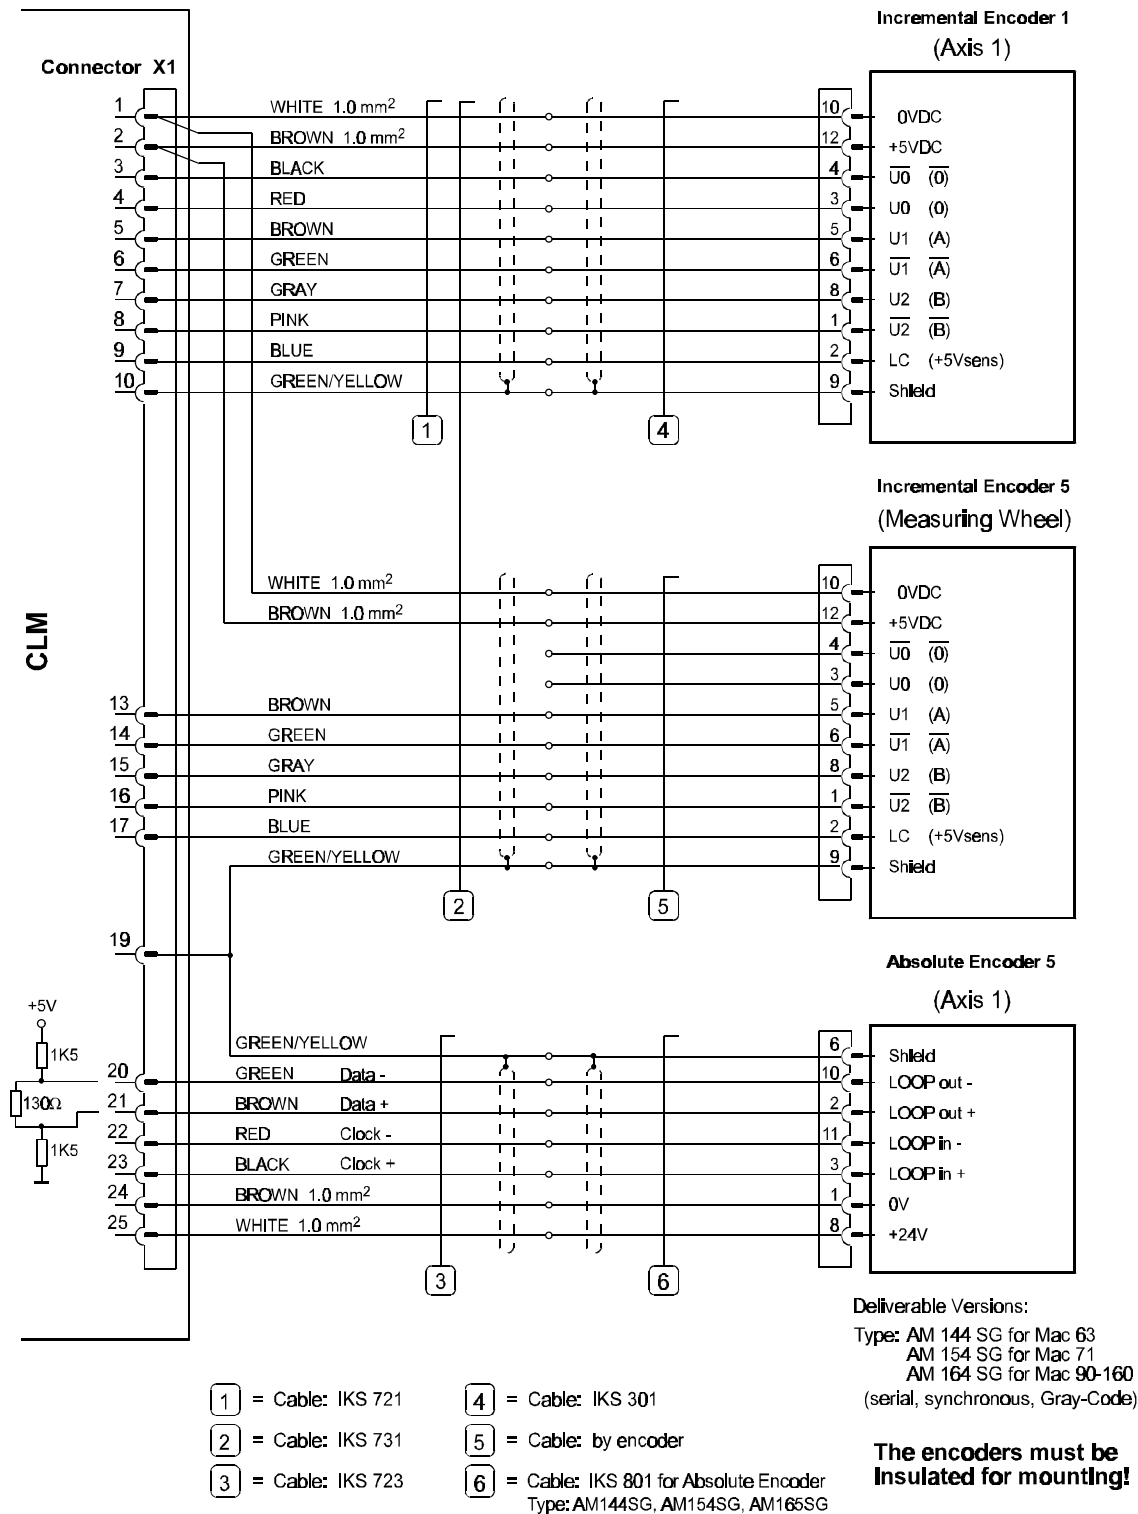 Incremental Encoder 1
(Axis 1)
Connector X1
1 WHITE 1.0 mm² 10 0VDC
2 BROWN 1.0 mm² 12 +5VDC
3 BLACK 4 U̅0̅ (0̅)
4 RED 3 U0 (0)
5 BROWN 5 U1 (A)
6 GREEN 6 U̅1̅ (A̅)
7 GRAY 8 U2 (B)
8 PINK 1 U̅2̅ (B̅)
9 BLUE 2 LC (+5Vsens)
10 GREEN/YELLOW 9 Shield
1 4
Incremental Encoder 5
(Measuring Wheel)
WHITE 1.0 mm² 10 0VDC
BROWN 1.0 mm² 12 +5VDC
4 U̅0̅ (0̅)
3 U0 (0)
CLM
13 BROWN 5 U1 (A)
14 GREEN 6 U̅1̅ (A̅)
15 GRAY 8 U2 (B)
16 PINK 1 U̅2̅ (B̅)
17 BLUE 2 LC (+5Vsens)
GREEN/YELLOW 9 Shield
2 5
19
Absolute Encoder 5
(Axis 1)
+5V
1K5
130Ω
1K5
GREEN/YELLOW 6 Shield
20 GREEN Data - 10 LOOP out -
21 BROWN Data + 2 LOOP out +
22 RED Clock - 11 LOOP in -
23 BLACK Clock + 3 LOOP in +
24 BROWN 1.0 mm² 1 0V
25 WHITE 1.0 mm² 8 +24V
3 6
Deliverable Versions:
Type: AM 144 SG for Mac 63
AM 154 SG for Mac 71
AM 164 SG for Mac 90-160
(serial, synchronous, Gray-Code)
1 = Cable: IKS 721
2 = Cable: IKS 731
3 = Cable: IKS 723
4 = Cable: IKS 301
5 = Cable: by encoder
6 = Cable: IKS 801 for Absolute Encoder
Type: AM144SG, AM154SG, AM165SG
The encoders must be
insulated for mounting!